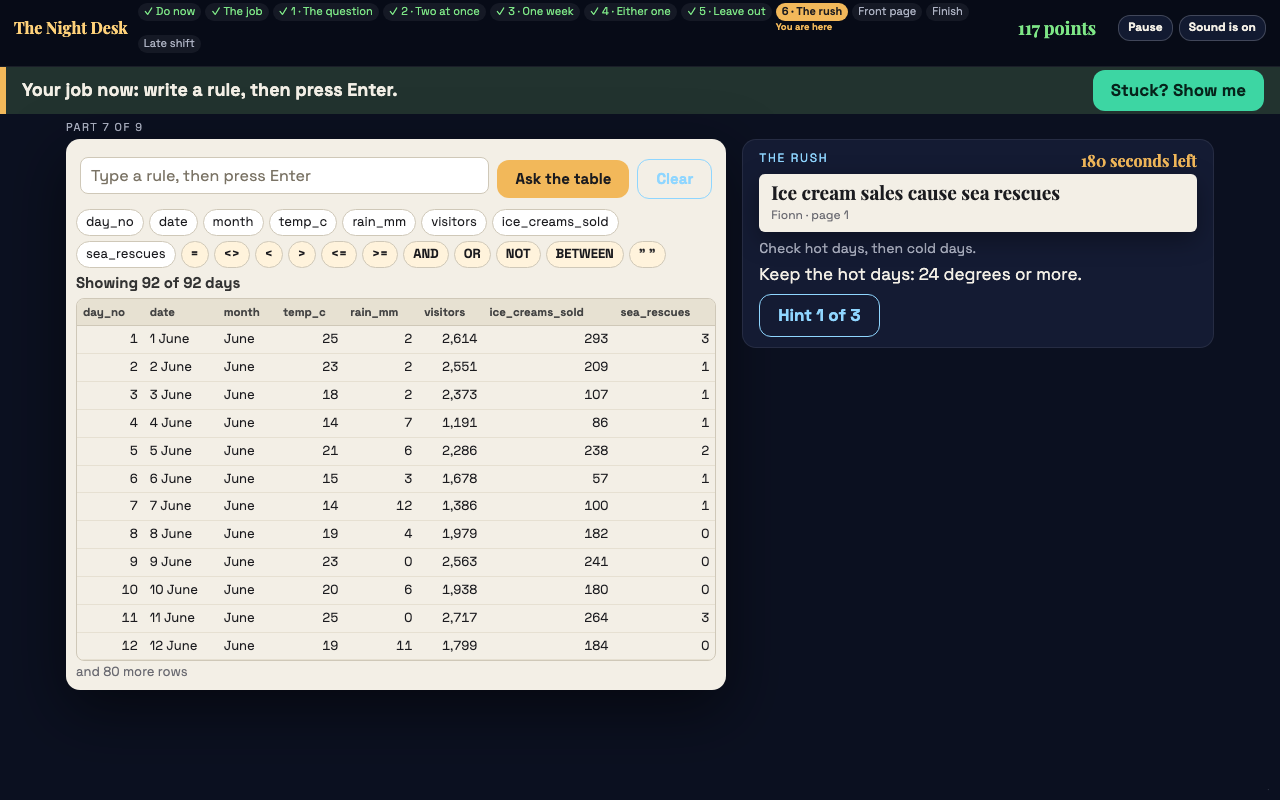 The Night Desk
✓ Do now
✓ The job
✓ 1 · The question
✓ 2 · Two at once
✓ 3 · One week
✓ 4 · Either one
✓ 5 · Leave out
6 · The rush
You are here
Front page
Finish
Late shift
117 points
Pause
Sound is on
Your job now: write a rule, then press Enter.
Stuck? Show me
PART 7 OF 9
Type a rule, then press Enter
Ask the table
Clear
day_no date month temp_c rain_mm visitors ice_creams_sold
sea_rescues = <> < > <= >= AND OR NOT BETWEEN " "
Showing 92 of 92 days
day_no date month temp_c rain_mm visitors ice_creams_sold sea_rescues
1 1 June June 25 2 2,614 293 3
2 2 June June 23 2 2,551 209 1
3 3 June June 18 2 2,373 107 1
4 4 June June 14 7 1,191 86 1
5 5 June June 21 6 2,286 238 2
6 6 June June 15 3 1,678 57 1
7 7 June June 14 12 1,386 100 1
8 8 June June 19 4 1,979 182 0
9 9 June June 23 0 2,563 241 0
10 10 June June 20 6 1,938 180 0
11 11 June June 25 0 2,717 264 3
12 12 June June 19 11 1,799 184 0
and 80 more rows
THE RUSH
180 seconds left
Ice cream sales cause sea rescues
Fionn · page 1
Check hot days, then cold days.
Keep the hot days: 24 degrees or more.
Hint 1 of 3